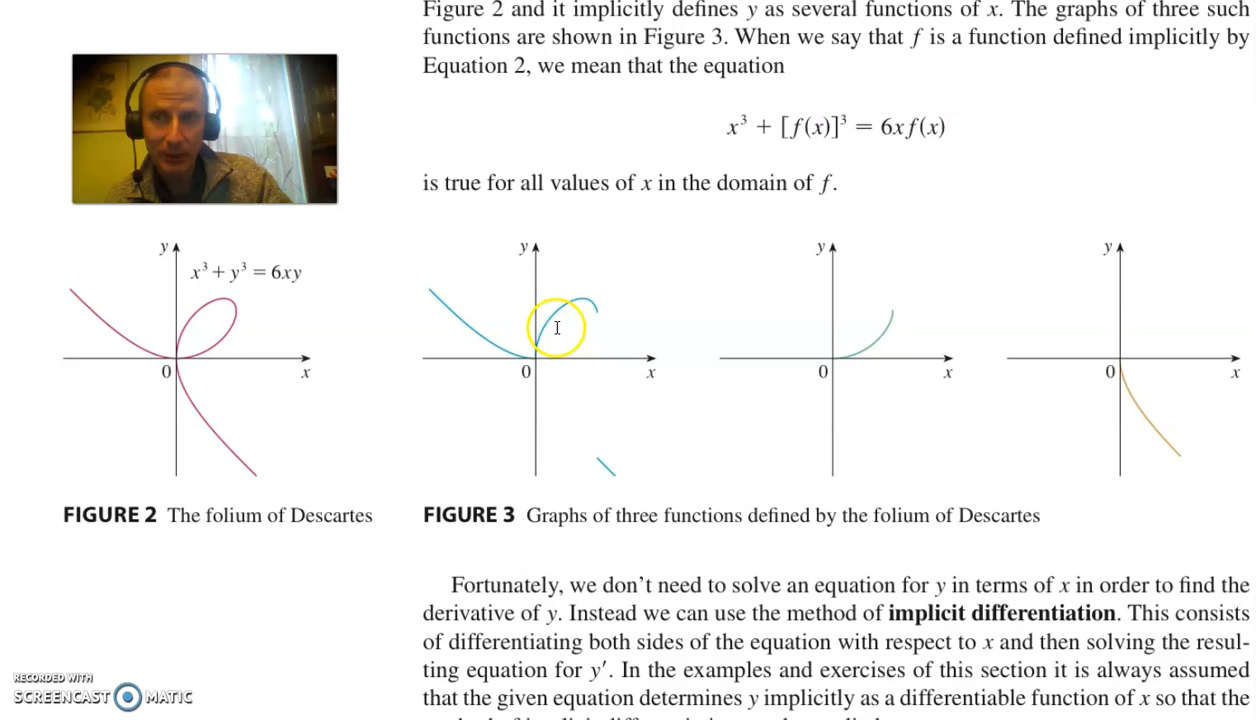 Figure 2 and it implicitly defines y as several functions of x. The graphs of three such
functions are shown in Figure 3. When we say that f is a function defined implicitly by
Equation 2, we mean that the equation
x³ + [f(x)]³ = 6xf(x)
is true for all values of x in the domain of f.
y
x³ + y³ = 6xy
0
x
y
0
x
y
0
x
y
0
x
FIGURE 2 The folium of Descartes
FIGURE 3 Graphs of three functions defined by the folium of Descartes
Fortunately, we don't need to solve an equation for y in terms of x in order to find the
derivative of y. Instead we can use the method of implicit differentiation. This consists
of differentiating both sides of the equation with respect to x and then solving the resul-
ting equation for y′. In the examples and exercises of this section it is always assumed
that the given equation determines y implicitly as a differentiable function of x so that the
RECORDED WITH
SCREENCAST MATIC